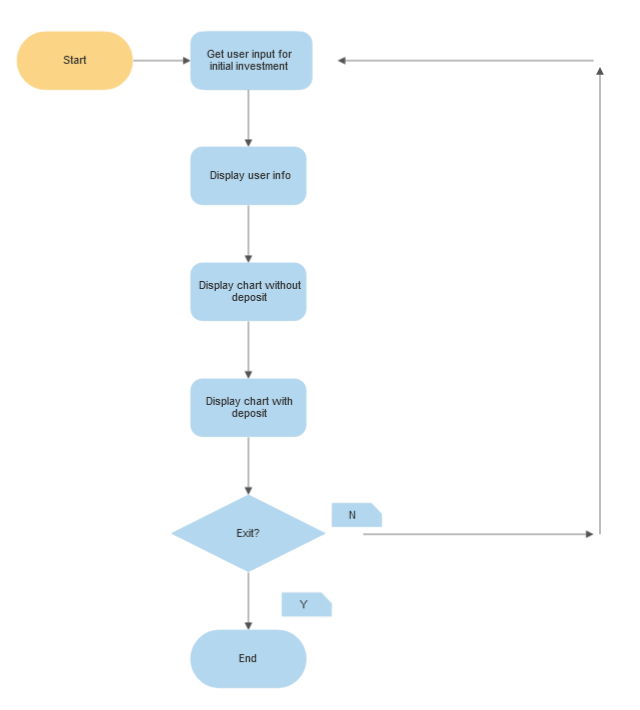 Start
Get user input for
initial investment
Display user info
Display chart without
deposit
Display chart with
deposit
Exit?
N
Y
End